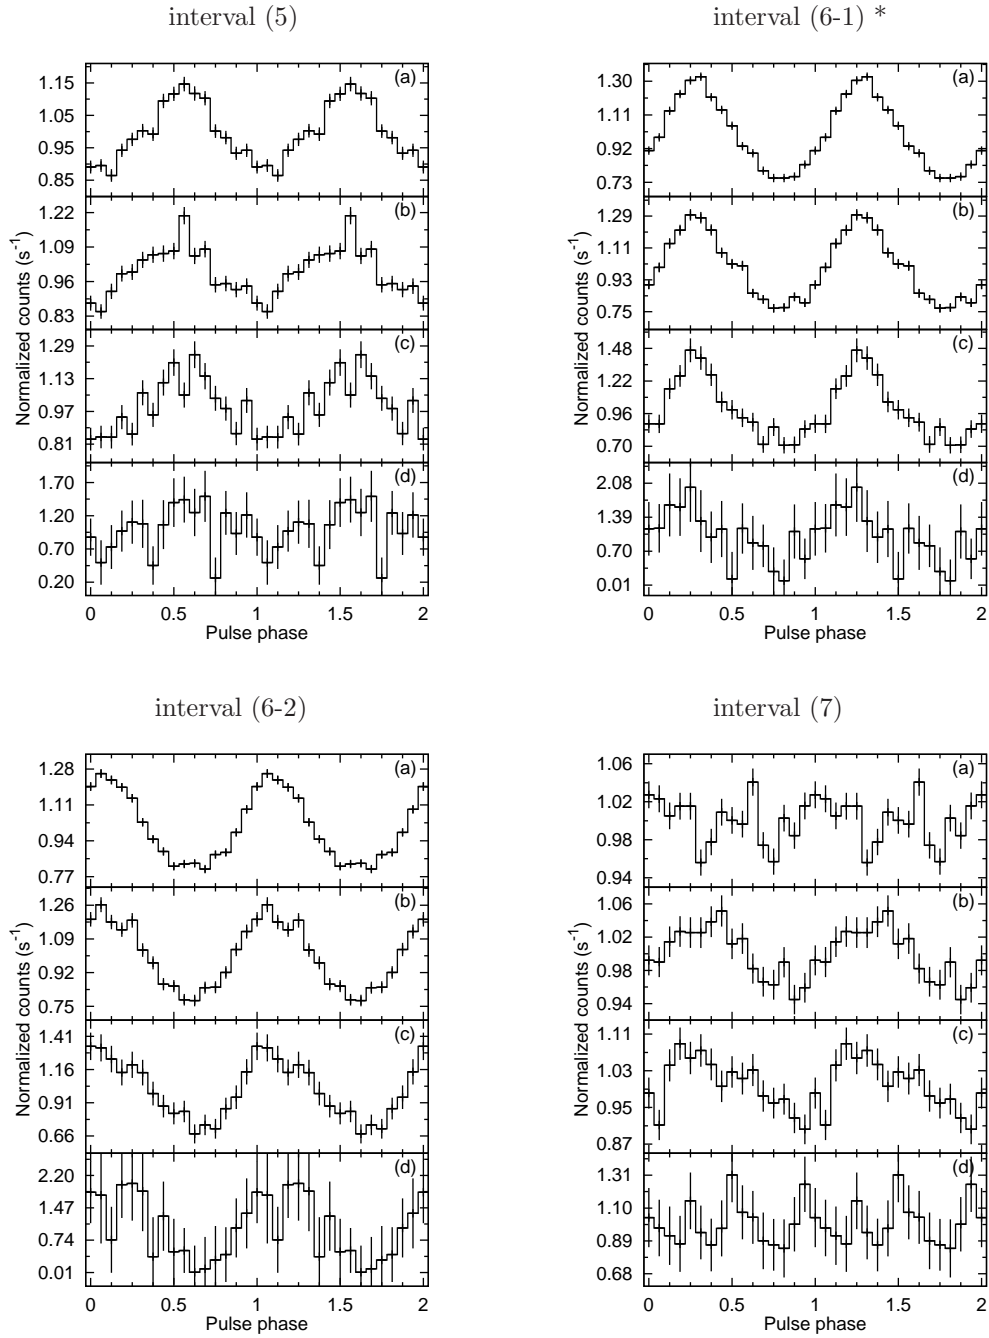 interval (5)
(a)
1.15
1.05
0.95
0.85
(b)
1.22
1.09
0.96
0.83
(c)
1.29
1.13
0.97
0.81
(d)
1.70
1.20
0.70
0.20
0 0.5 1 1.5 2
Pulse phase
Normalized counts (s⁻¹)
interval (6-1) *
(a)
1.30
1.11
0.92
0.73
(b)
1.29
1.11
0.93
0.75
(c)
1.48
1.22
0.96
0.70
(d)
2.08
1.39
0.70
0.01
0 0.5 1 1.5 2
Pulse phase
Normalized counts (s⁻¹)
interval (6-2)
(a)
1.28
1.11
0.94
0.77
(b)
1.26
1.09
0.92
0.75
(c)
1.41
1.16
0.91
0.66
(d)
2.20
1.47
0.74
0.01
0 0.5 1 1.5 2
Pulse phase
Normalized counts (s⁻¹)
interval (7)
(a)
1.06
1.02
0.98
0.94
(b)
1.06
1.02
0.98
0.94
(c)
1.11
1.03
0.95
0.87
(d)
1.31
1.10
0.89
0.68
0 0.5 1 1.5 2
Pulse phase
Normalized counts (s⁻¹)